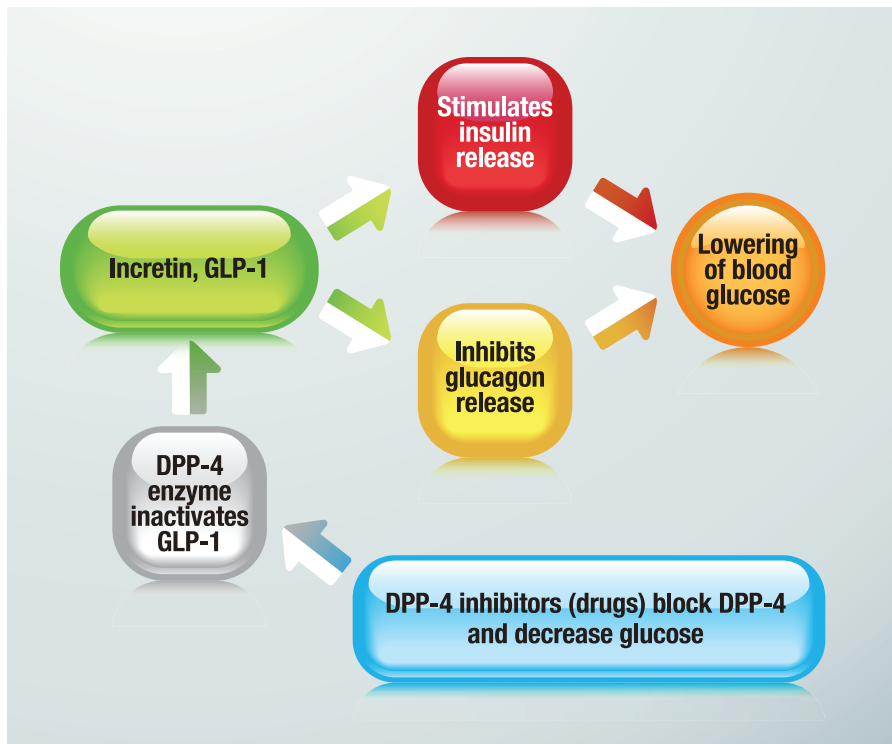 Stimulates
insulin
release
Incretin, GLP-1
Lowering
of blood
glucose
Inhibits
glucagon
release
DPP-4
enzyme
inactivates
GLP-1
DPP-4 inhibitors (drugs) block DPP-4
and decrease glucose